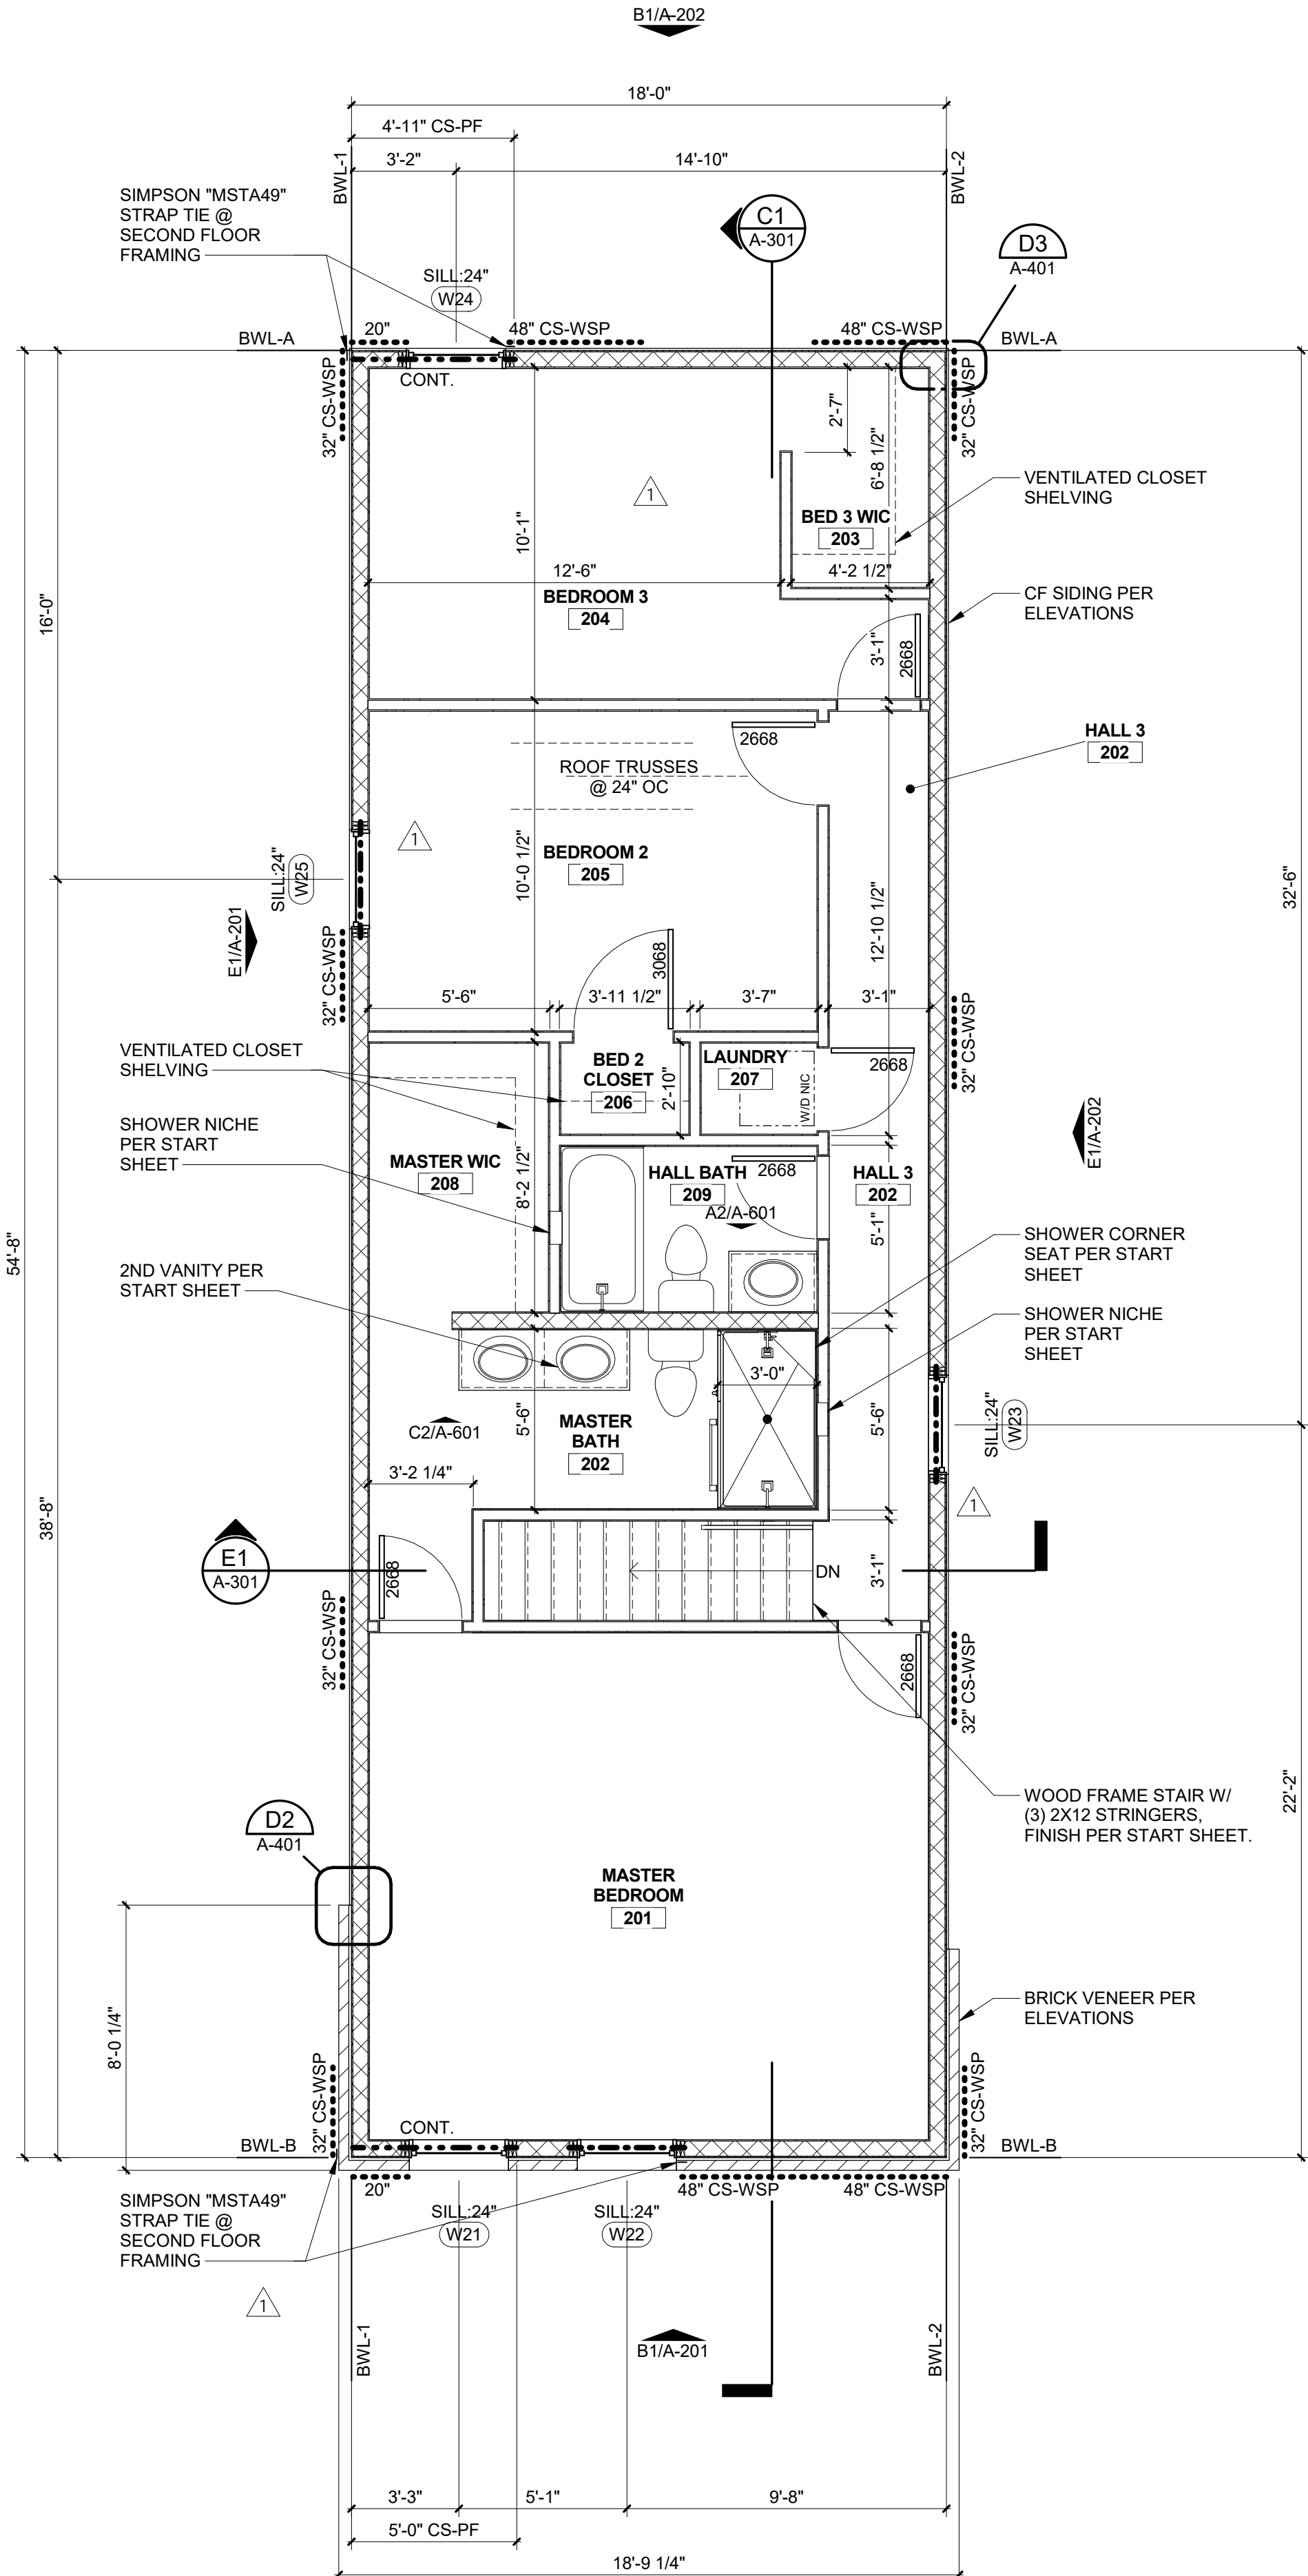 B1/A-202
18'-0"
4'-11" CS-PF
3'-2"
14'-10"
BWL-1
BWL-2
SIMPSON "MSTA49"
STRAP TIE @
SECOND FLOOR
FRAMING
C1
A-301
D3
A-401
SILL:24"
W24
BWL-A
20"
48" CS-WSP
48" CS-WSP
BWL-A
CONT.
32" CS-WSP
32" CS-WSP
2'-7"
6'-8 1/2"
VENTILATED CLOSET
SHELVING
1
BED 3 WIC
203
10'-1"
12'-6"
4'-2 1/2"
BEDROOM 3
204
CF SIDING PER
ELEVATIONS
16'-0"
3'-1"
2668
HALL 3
202
2668
ROOF TRUSSES
@ 24" OC
1
BEDROOM 2
205
10'-0 1/2"
SILL:24"
W25
12'-10 1/2"
32'-6"
E1/A-201
3068
32" CS-WSP
5'-6"
3'-11 1/2"
3'-7"
3'-1"
32" CS-WSP
VENTILATED CLOSET
SHELVING
BED 2
CLOSET
206
2'-10"
LAUNDRY
207
W/D NIC
2668
E1/A-202
SHOWER NICHE
PER START
SHEET
MASTER WIC
208
8'-2 1/2"
HALL BATH
209
2668
A2/A-601
HALL 3
202
5'-1"
54'-8"
SHOWER CORNER
SEAT PER START
SHEET
2ND VANITY PER
START SHEET
SHOWER NICHE
PER START
SHEET
3'-0"
SILL:24"
W23
C2/A-601
5'-6"
MASTER
BATH
202
5'-6"
3'-2 1/4"
1
38'-8"
E1
A-301
2668
DN
3'-1"
32" CS-WSP
2668
32" CS-WSP
22'-2"
WOOD FRAME STAIR W/
(3) 2X12 STRINGERS,
FINISH PER START SHEET.
D2
A-401
MASTER
BEDROOM
201
8'-0 1/4"
BRICK VENEER PER
ELEVATIONS
32" CS-WSP
32" CS-WSP
CONT.
BWL-B
BWL-B
20"
48" CS-WSP
48" CS-WSP
SIMPSON "MSTA49"
STRAP TIE @
SECOND FLOOR
FRAMING
SILL:24"
W21
SILL:24"
W22
1
BWL-1
BWL-2
B1/A-201
3'-3"
5'-1"
9'-8"
5'-0" CS-PF
18'-9 1/4"